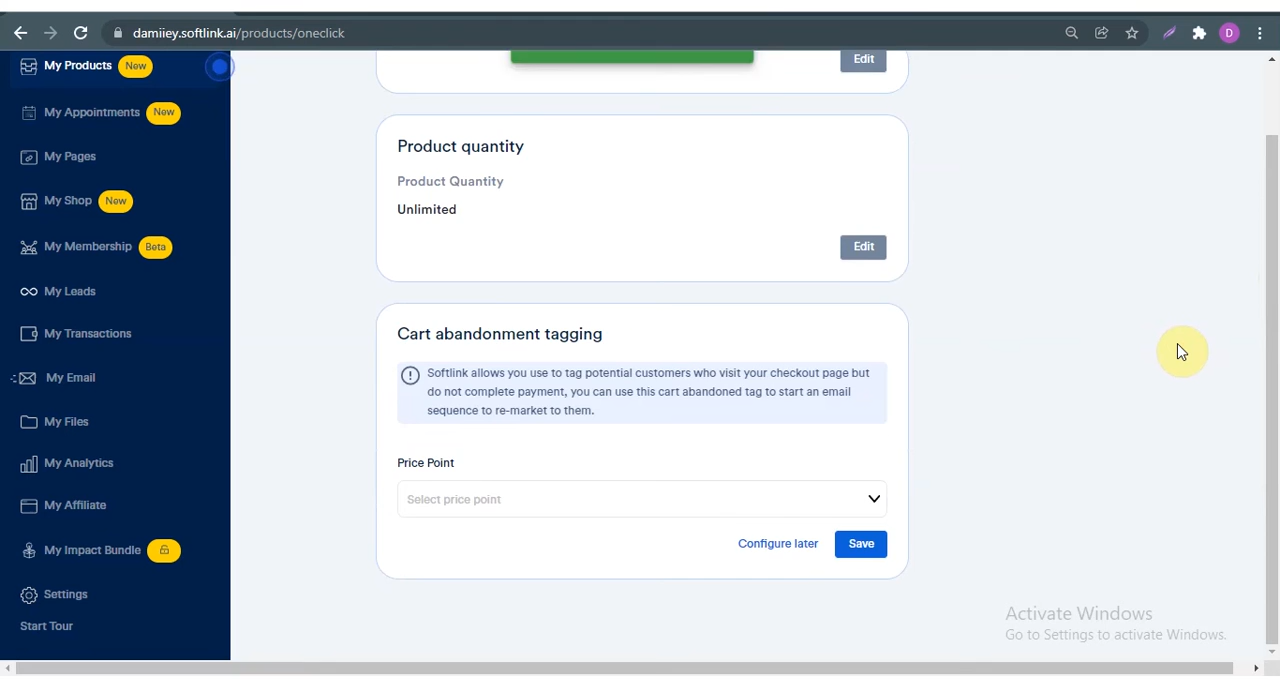 damiiey.softlink.ai/products/oneclick
D
My Products New
My Appointments New
My Pages
My Shop New
My Membership Beta
My Leads
My Transactions
My Email
My Files
My Analytics
My Affiliate
My Impact Bundle
Settings
Start Tour
Edit
Product quantity
Product Quantity
Unlimited
Edit
Cart abandonment tagging
Softlink allows you use to tag potential customers who visit your checkout page but
do not complete payment, you can use this cart abandoned tag to start an email
sequence to re-market to them.
Price Point
Select price point
Configure later Save
Activate Windows
Go to Settings to activate Windows.